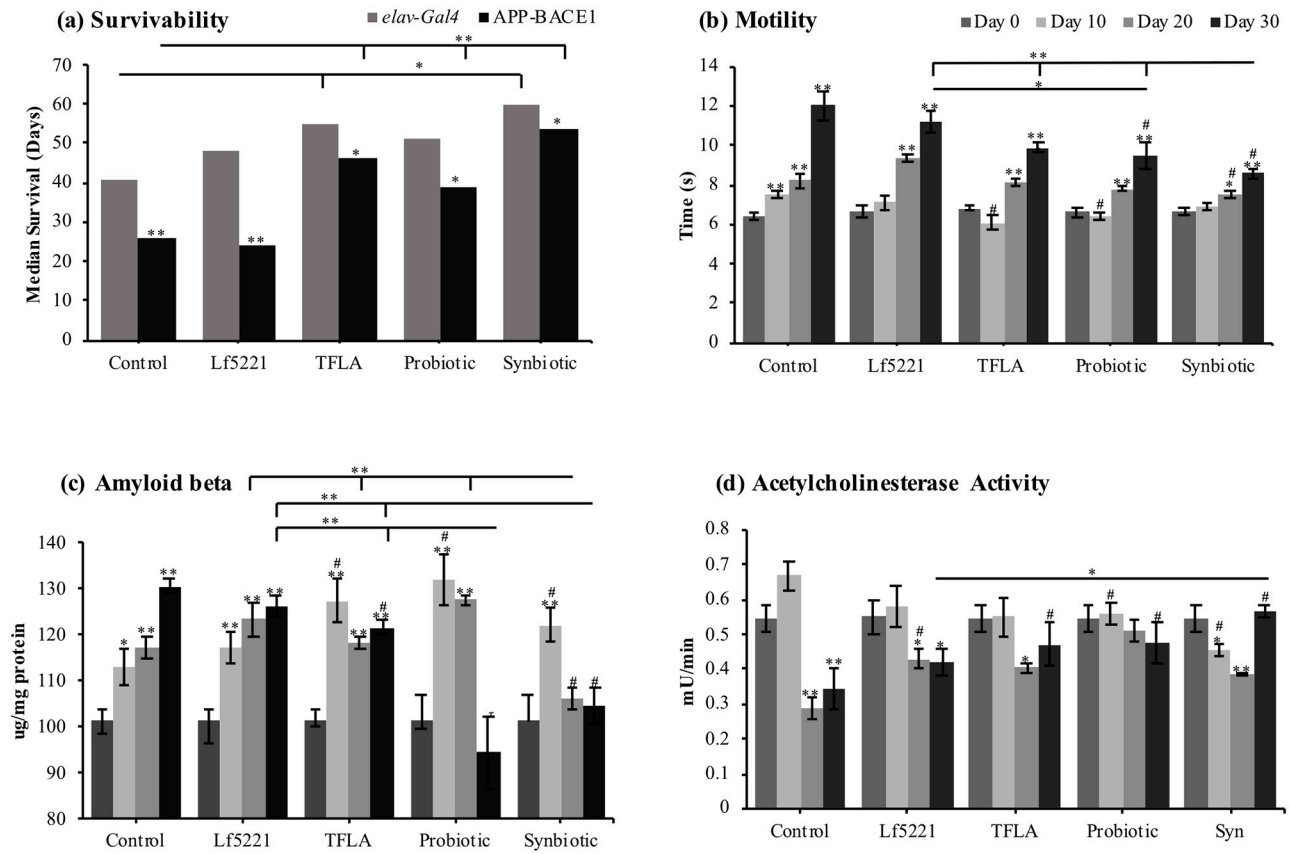 (a) Survivability
elav-Gal4 APP-BACE1
**
*
Median Survival (Days)
70
60
50
40
30
20
10
0
** ** * * *
Control Lf5221 TFLA Probiotic Synbiotic
(b) Motility
Day 0 Day 10 Day 20 Day 30
**
*
Time (s)
14
12
10
8
6
4
2
0
** ** **
** **
# ** **
# ** # **
# * # **
Control Lf5221 TFLA Probiotic Synbiotic
(c) Amyloid beta
**
**
**
ug/mg protein
140
130
120
110
100
90
80
* ** **
** ** **
# ** ** # **
# ** **
# ** # #
Control Lf5221 TFLA Probiotic Synbiotic
(d) Acetylcholinesterase Activity
*
mU/min
0.8
0.7
0.6
0.5
0.4
0.3
0.2
0.1
0
** **
# * *
* #
# #
# * ** #
Control Lf5221 TFLA Probiotic Syn